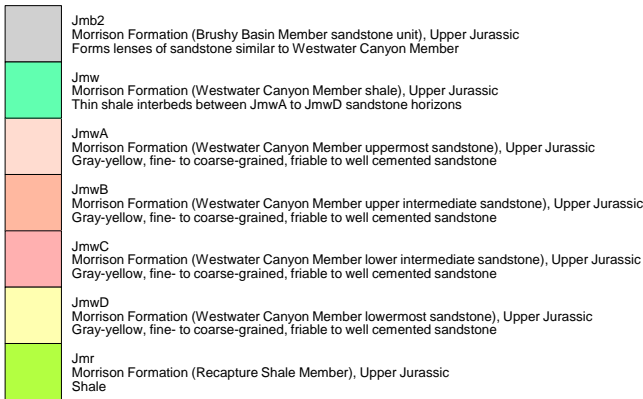 Jmb2
Morrison Formation (Brushy Basin Member sandstone unit), Upper Jurassic
Forms lenses of sandstone similar to Westwater Canyon Member
Jmw
Morrison Formation (Westwater Canyon Member shale), Upper Jurassic
Thin shale interbeds between JmwA to JmwD sandstone horizons
JmwA
Morrison Formation (Westwater Canyon Member uppermost sandstone), Upper Jurassic
Gray-yellow, fine- to coarse-grained, friable to well cemented sandstone
JmwB
Morrison Formation (Westwater Canyon Member upper intermediate sandstone), Upper Jurassic
Gray-yellow, fine- to coarse-grained, friable to well cemented sandstone
JmwC
Morrison Formation (Westwater Canyon Member lower intermediate sandstone), Upper Jurassic
Gray-yellow, fine- to coarse-grained, friable to well cemented sandstone
JmwD
Morrison Formation (Westwater Canyon Member lowermost sandstone), Upper Jurassic
Gray-yellow, fine- to coarse-grained, friable to well cemented sandstone
Jmr
Morrison Formation (Recapture Shale Member), Upper Jurassic
Shale